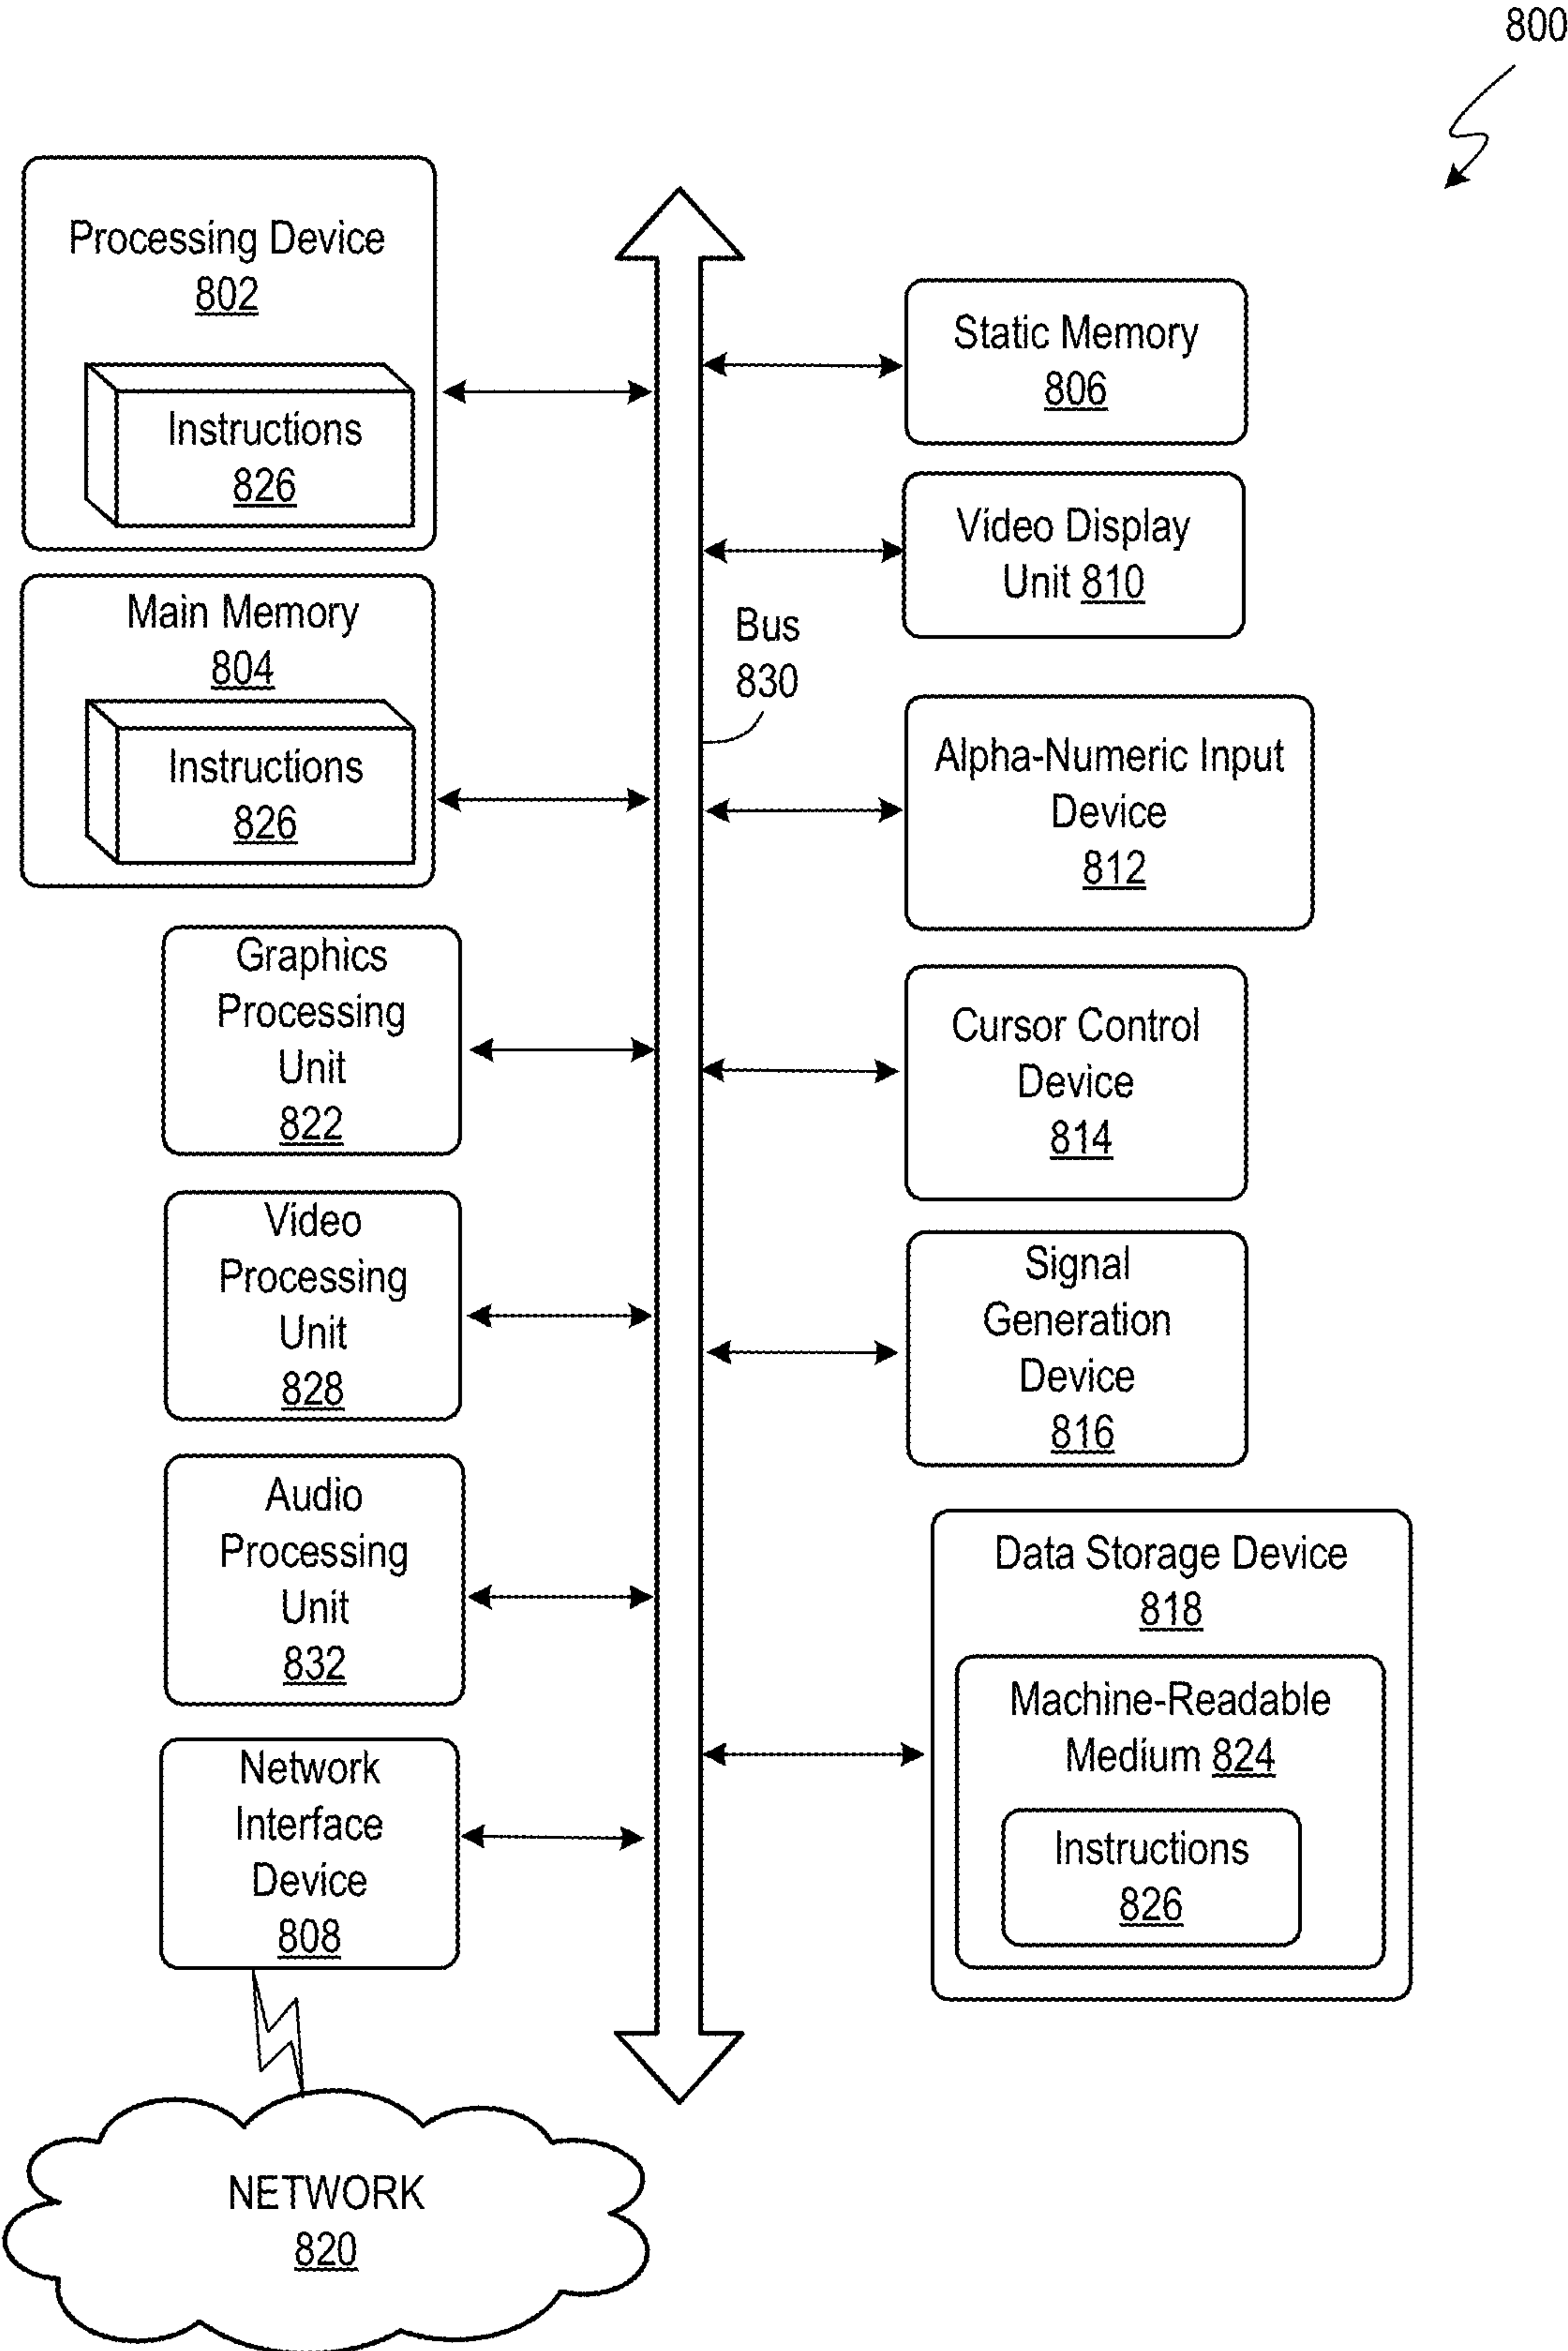 800
Processing Device
802
Instructions
826
Main Memory
804
Instructions
826
Graphics
Processing
Unit
822
Video
Processing
Unit
828
Audio
Processing
Unit
832
Network
Interface
Device
808
NETWORK
820
Bus
830
Static Memory
806
Video Display
Unit 810
Alpha-Numeric Input
Device
812
Cursor Control
Device
814
Signal
Generation
Device
816
Data Storage Device
818
Machine-Readable
Medium 824
Instructions
826